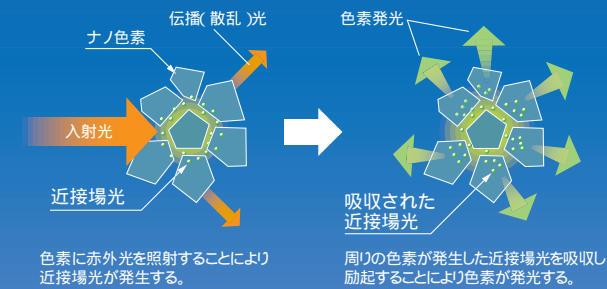 伝播(散乱)光
ナノ色素
入射光
近接場光
色素に赤外光を照射することにより
近接場光が発生する。
色素発光
吸収された
近接場光
周りの色素が発生した近接場光を吸収し
励起することにより色素が発光する。